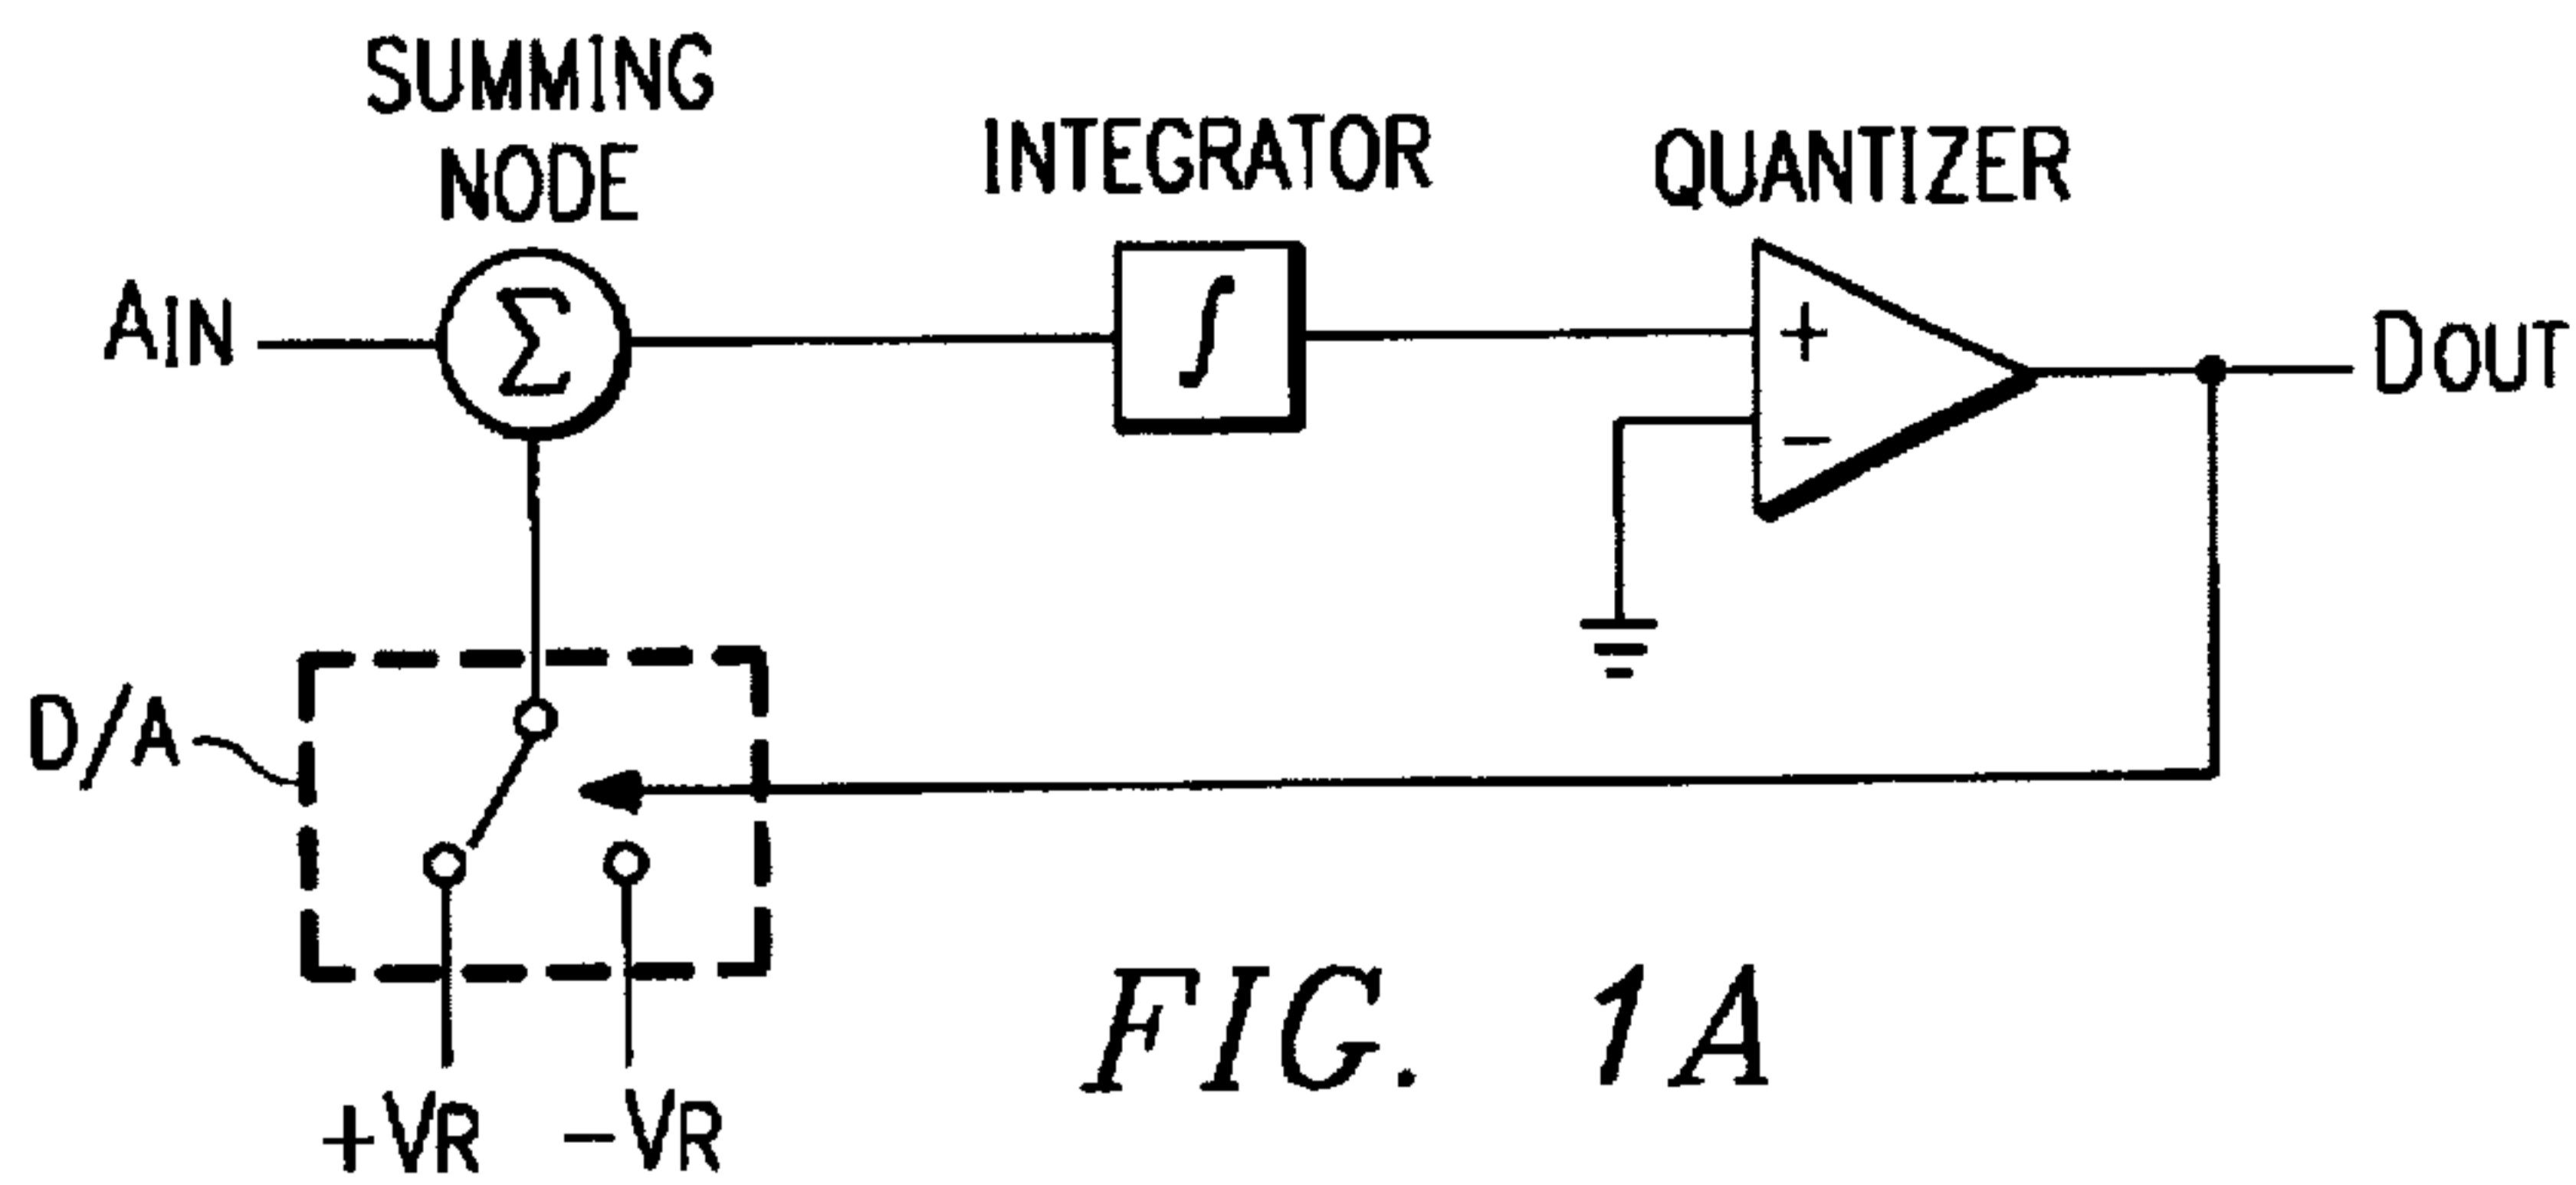 SUMMING
NODE
INTEGRATOR
QUANTIZER
AIN
Σ
∫
+
−
DOUT
D/A
+VR
−VR
FIG. 1A